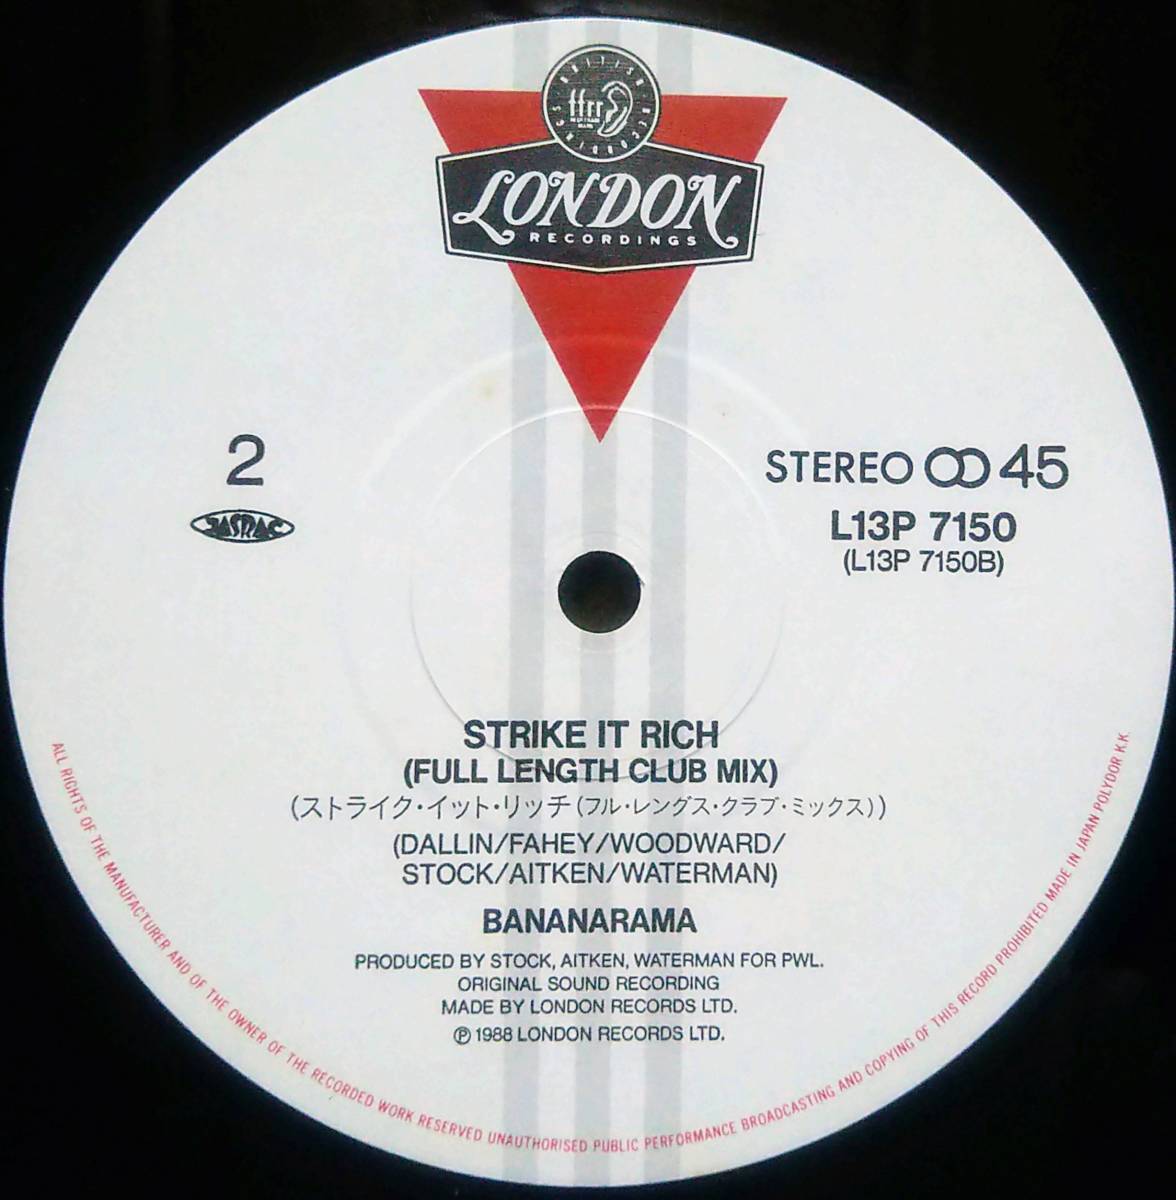 BRITISH RECORDINGS
ffrr
LONDON
RECORDINGS
2
JASRAC
STEREO 45
L13P 7150
(L13P 7150B)
STRIKE IT RICH
(FULL LENGTH CLUB MIX)
(ストライク・イット・リッチ(フル・レングス・クラブ・ミックス))
(DALLIN/FAHEY/WOODWARD/
STOCK/AITKEN/WATERMAN)
BANANARAMA
PRODUCED BY STOCK, AITKEN, WATERMAN FOR PWL.
ORIGINAL SOUND RECORDING
MADE BY LONDON RECORDS LTD.
Ⓟ 1988 LONDON RECORDS LTD.
ALL RIGHTS OF THE MANUFACTURER AND OF THE OWNER OF THE RECORDED WORK RESERVED UNAUTHORISED PUBLIC PERFORMANCE BROADCASTING AND COPYING OF THIS RECORD PROHIBITED MADE IN JAPAN POLYDOR K.K.